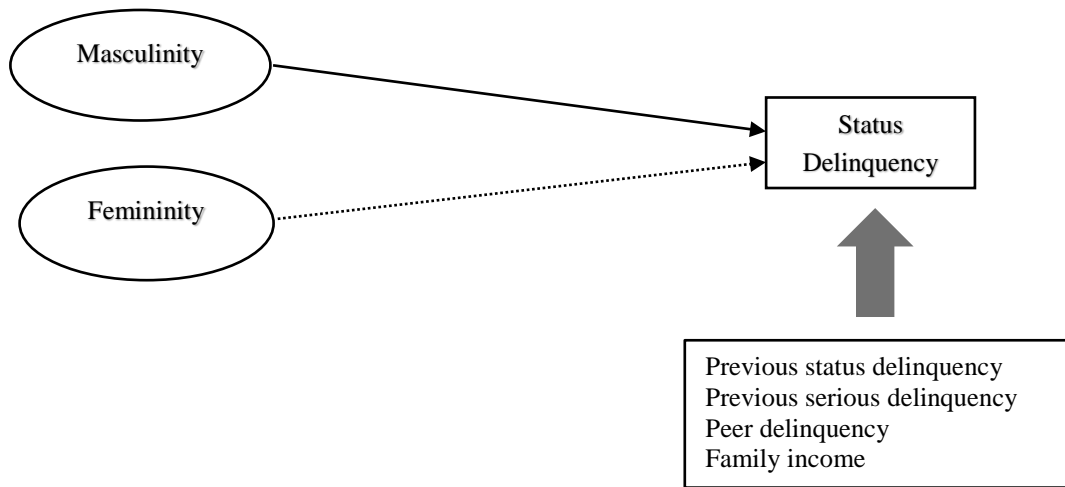 Masculinity
Status
Delinquency
Femininity
Previous status delinquency
Previous serious delinquency
Peer delinquency
Family income